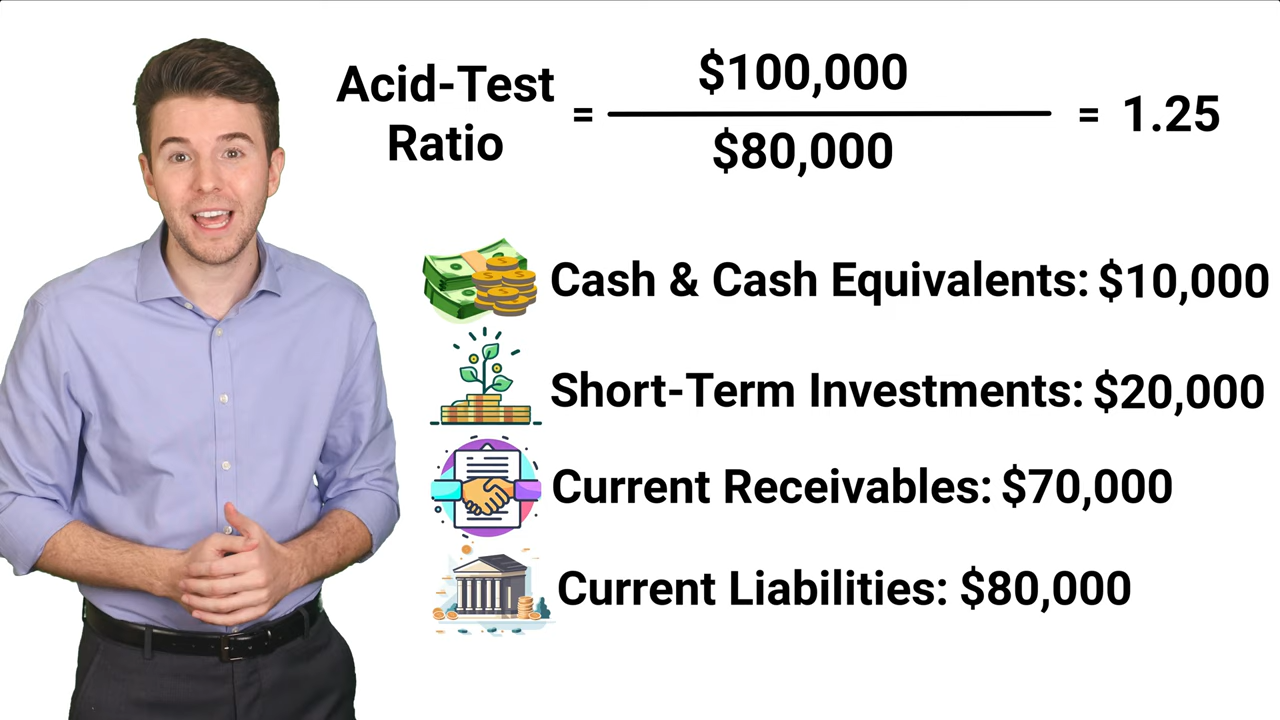 Acid-Test
Ratio
=
$100,000
$80,000
= 1.25
Cash & Cash Equivalents: $10,000
Short-Term Investments: $20,000
Current Receivables: $70,000
Current Liabilities: $80,000